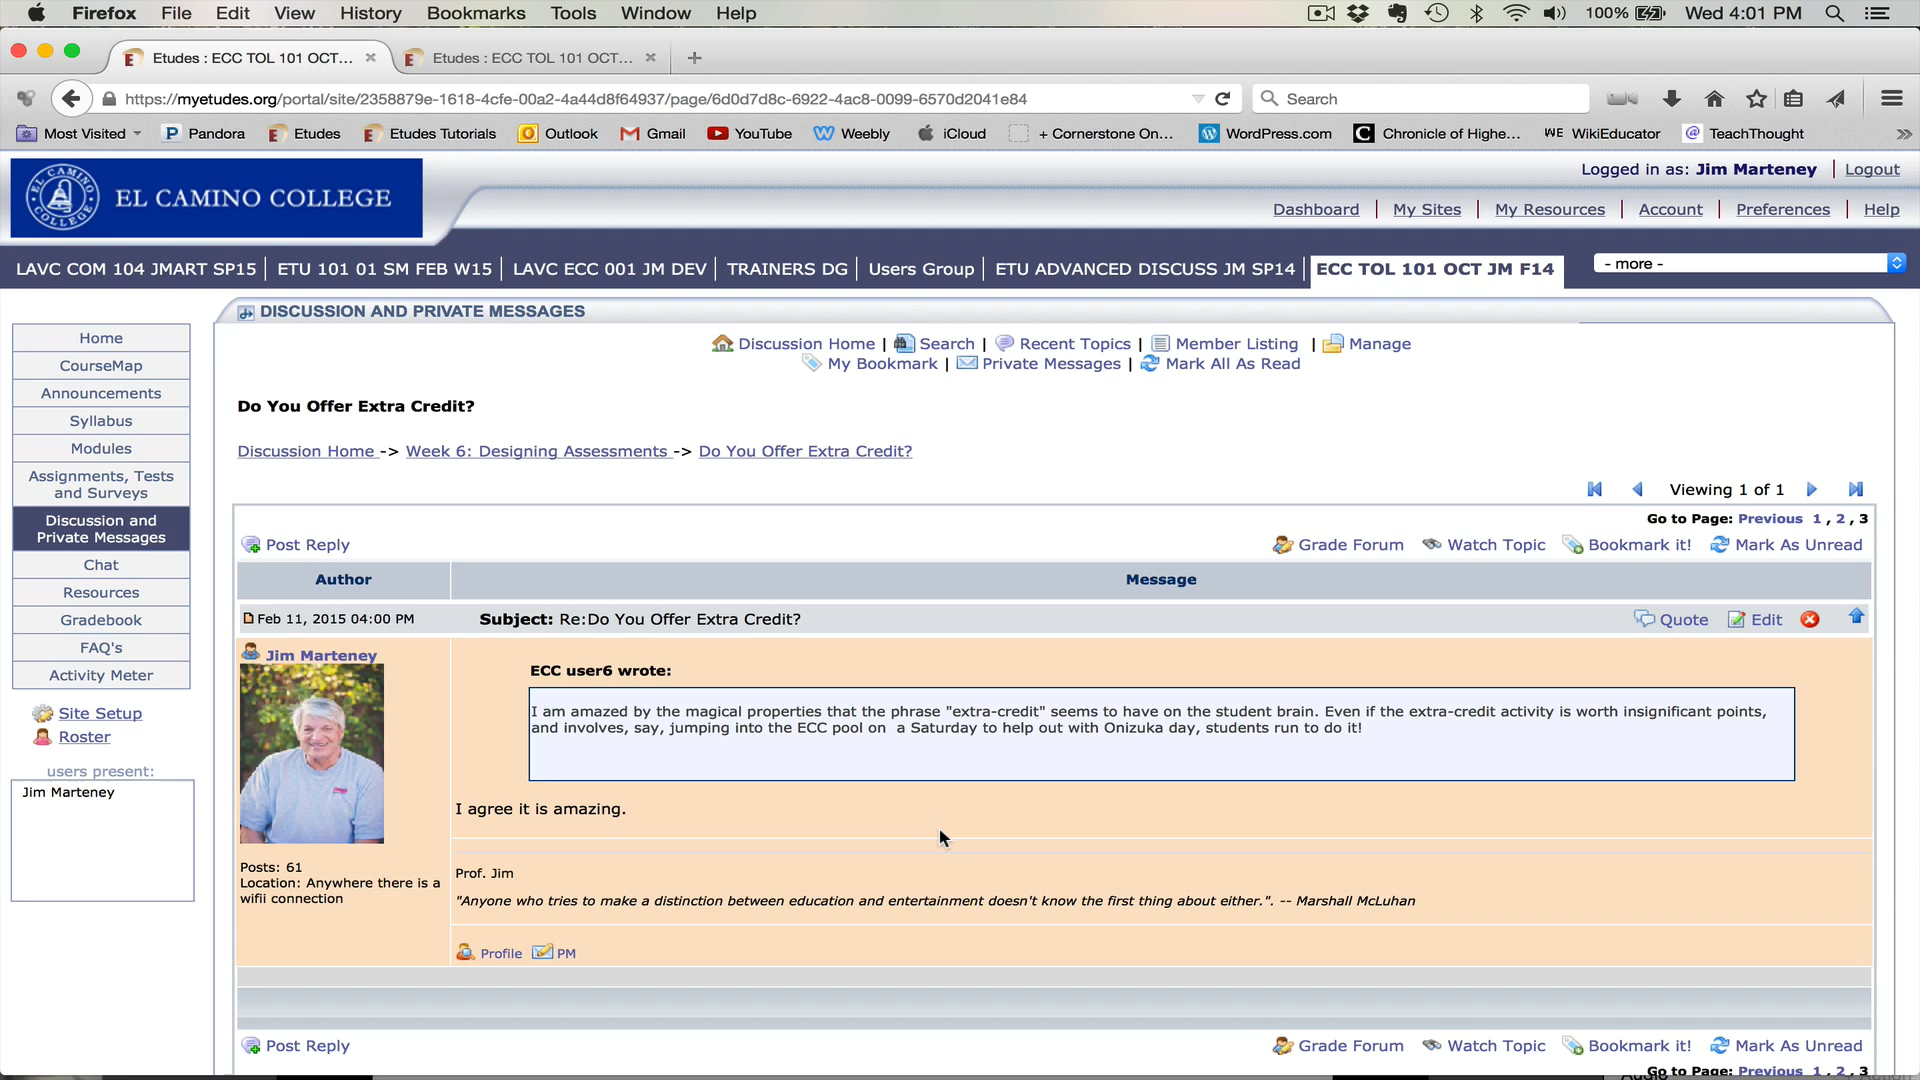 Firefox File Edit View History Bookmarks Tools Window Help 100% Wed 4:01 PM
Etudes : ECC TOL 101 OCT... Etudes : ECC TOL 101 OCT...
https://myetudes.org/portal/site/2358879e-1618-4cfe-00a2-4a44d8f64937/page/6d0d7d8c-6922-4ac8-0099-6570d2041e84 Search
Most Visited Pandora Etudes Etudes Tutorials Outlook Gmail YouTube Weebly iCloud + Cornerstone On... WordPress.com Chronicle of Highe... WikiEducator TeachThought
EL CAMINO COLLEGE
Logged in as: Jim Marteney Logout
Dashboard My Sites My Resources Account Preferences Help
LAVC COM 104 JMART SP15 ETU 101 01 SM FEB W15 LAVC ECC 001 JM DEV TRAINERS DG Users Group ETU ADVANCED DISCUSS JM SP14 ECC TOL 101 OCT JM F14 - more -
Home
CourseMap
Announcements
Syllabus
Modules
Assignments, Tests
and Surveys
Discussion and
Private Messages
Chat
Resources
Gradebook
FAQ's
Activity Meter
Site Setup
Roster
users present:
Jim Marteney
DISCUSSION AND PRIVATE MESSAGES
Discussion Home | Search | Recent Topics | Member Listing | Manage
My Bookmark | Private Messages | Mark All As Read
Do You Offer Extra Credit?
Discussion Home -> Week 6: Designing Assessments -> Do You Offer Extra Credit?
Viewing 1 of 1
Go to Page: Previous 1 , 2 , 3
Post Reply Grade Forum Watch Topic Bookmark it! Mark As Unread
Author Message
Feb 11, 2015 04:00 PM Subject: Re:Do You Offer Extra Credit? Quote Edit
Jim Marteney
Posts: 61
Location: Anywhere there is a
wifii connection
ECC user6 wrote:
I am amazed by the magical properties that the phrase "extra-credit" seems to have on the student brain. Even if the extra-credit activity is worth insignificant points,
and involves, say, jumping into the ECC pool on a Saturday to help out with Onizuka day, students run to do it!
I agree it is amazing.
Prof. Jim
"Anyone who tries to make a distinction between education and entertainment doesn't know the first thing about either.". -- Marshall McLuhan
Profile PM
Post Reply Grade Forum Watch Topic Bookmark it! Mark As Unread
Go to Page: Previous 1 , 2 , 3